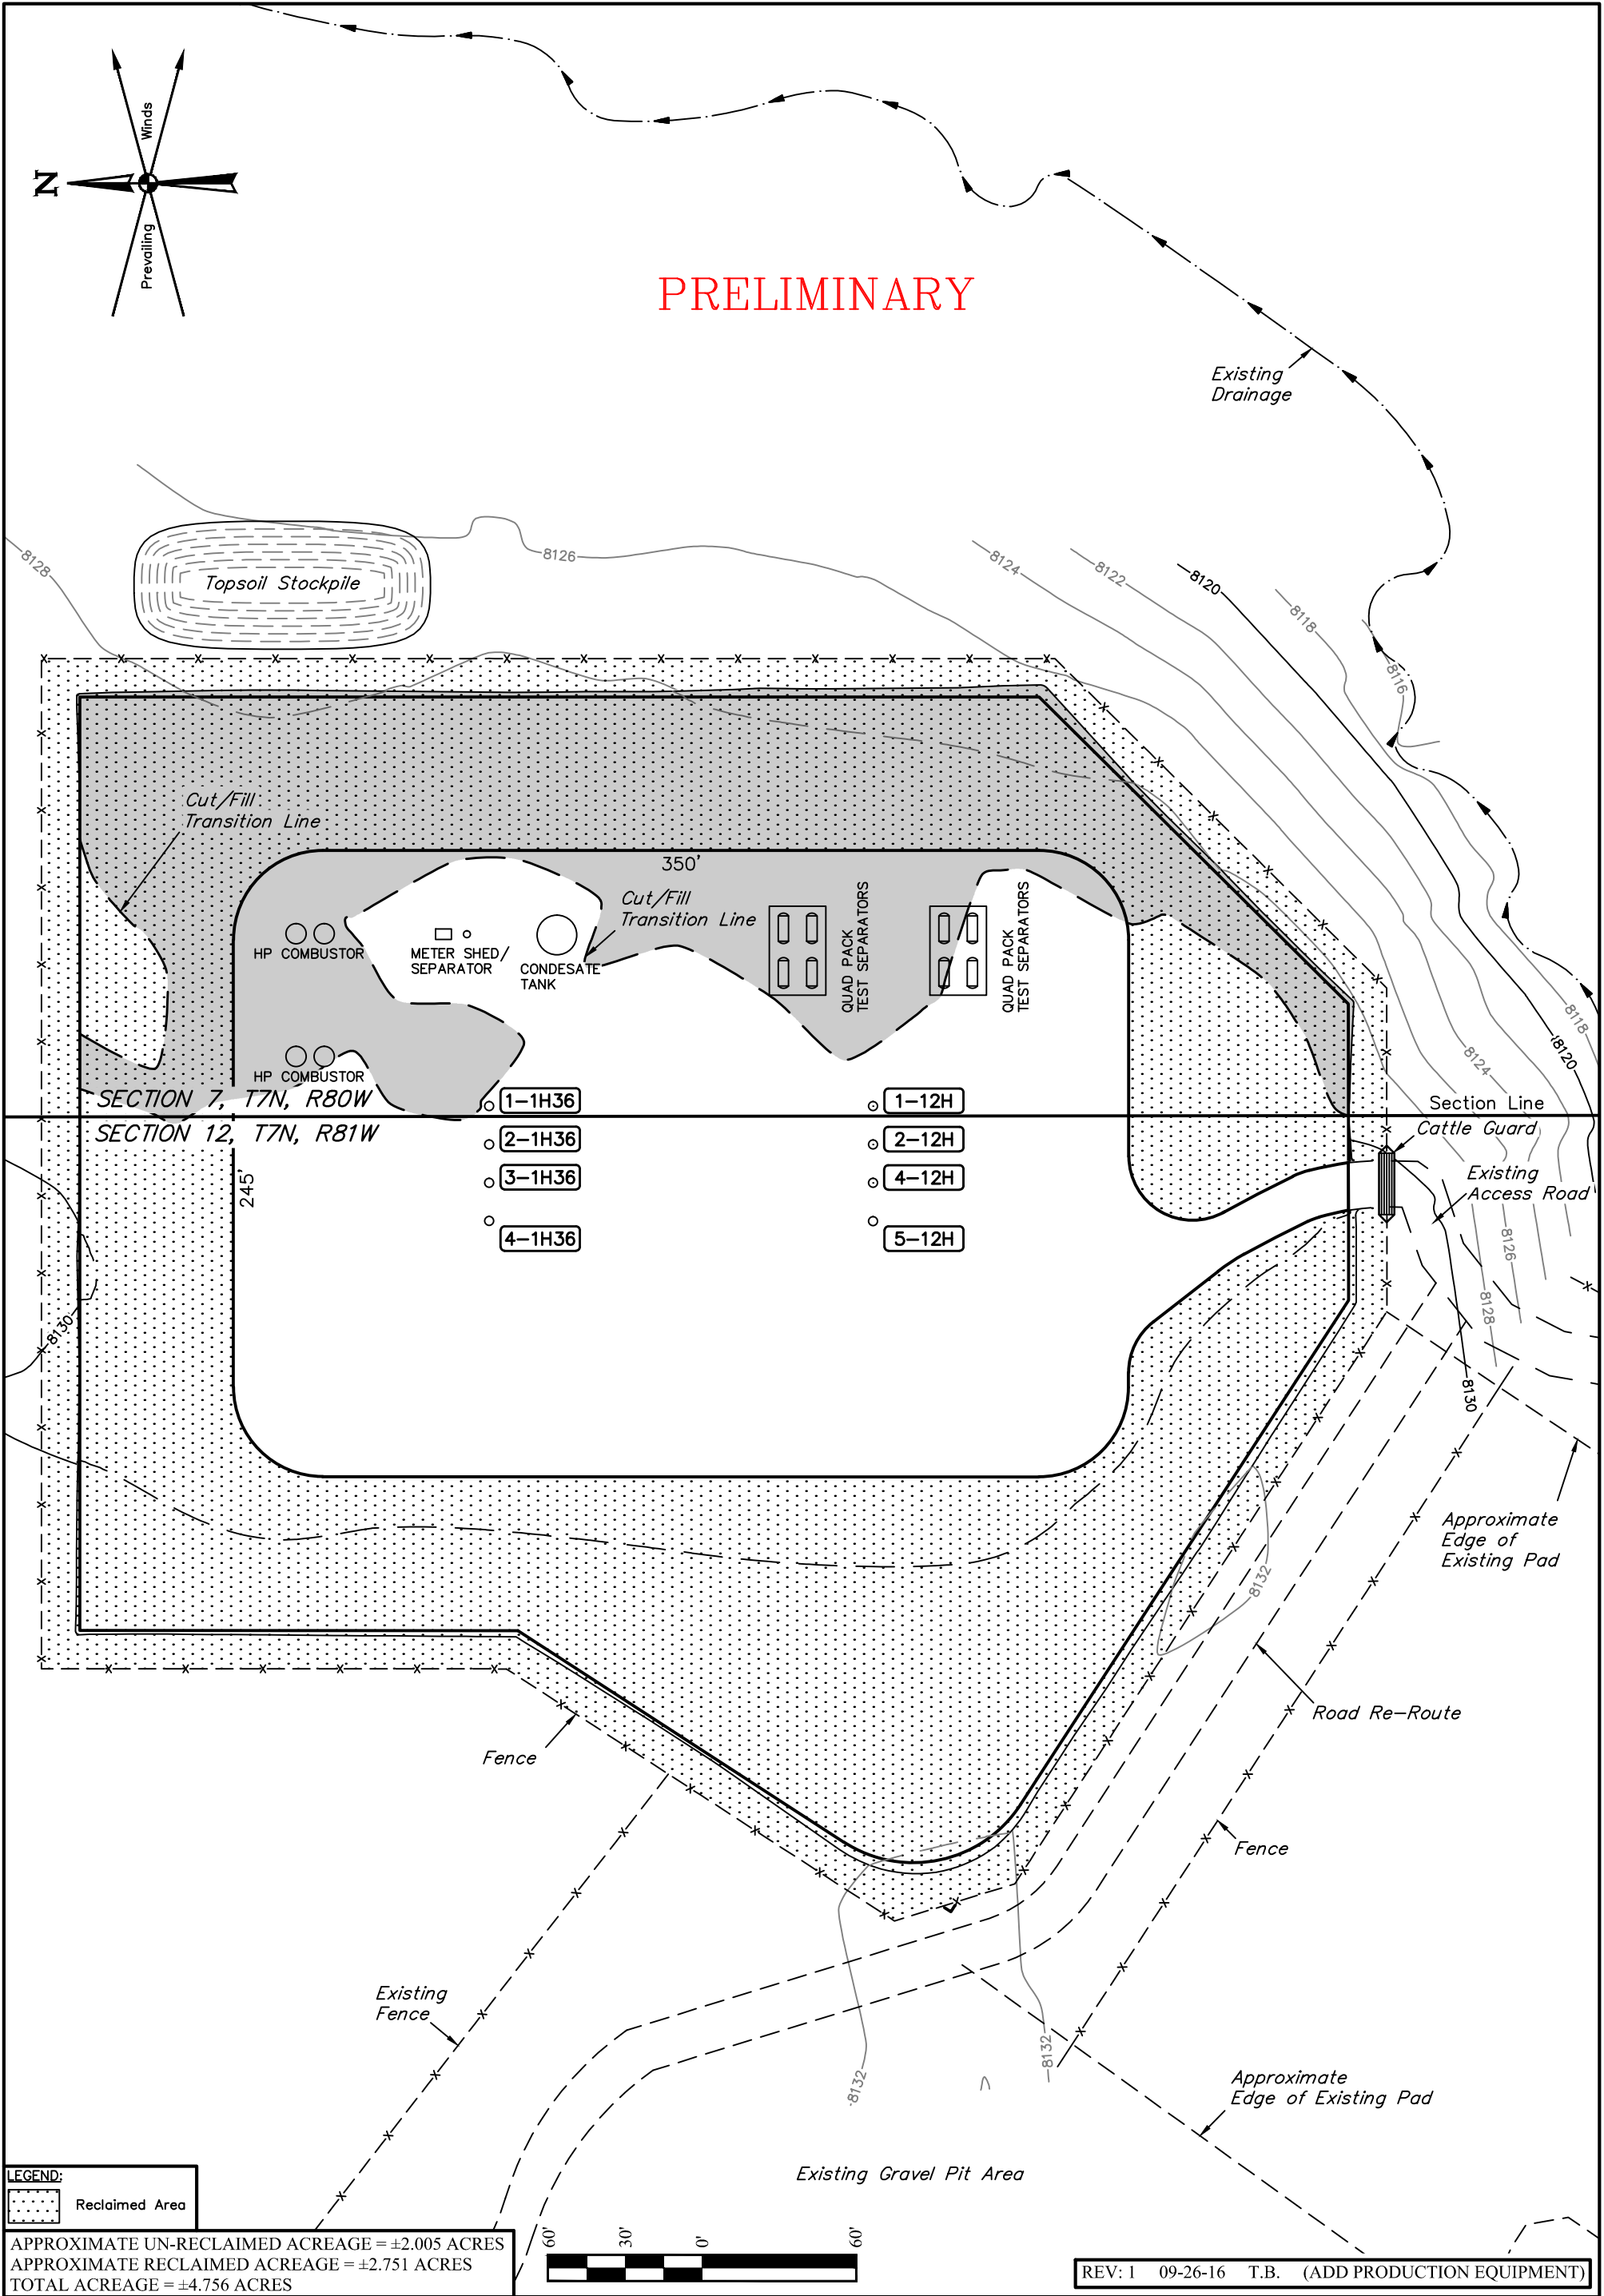 Winds
N
Prevailing
PRELIMINARY
Existing
Drainage
8128
Topsoil Stockpile
8126
8124
8122
8120
8118
8116
Cut/Fill
Transition Line
350'
Cut/Fill
Transition Line
HP COMBUSTOR
METER SHED/
SEPARATOR
CONDESATE
TANK
QUAD PACK
TEST SEPARATORS
QUAD PACK
TEST SEPARATORS
8118
8120
8124
HP COMBUSTOR
SECTION 7, T7N, R80W
SECTION 12, T7N, R81W
1-1H36
2-1H36
3-1H36
4-1H36
1-12H
2-12H
4-12H
5-12H
Section Line
Cattle Guard
Existing
Access Road
245'
8126
8128
8130
8130
Approximate
Edge of
Existing Pad
8132
Road Re-Route
Fence
Fence
Existing
Fence
8132
8132
Approximate
Edge of Existing Pad
Existing Gravel Pit Area
LEGEND:
Reclaimed Area
APPROXIMATE UN-RECLAIMED ACREAGE = ±2.005 ACRES
APPROXIMATE RECLAIMED ACREAGE = ±2.751 ACRES
TOTAL ACREAGE = ±4.756 ACRES
60' 30' 0' 60'
REV: 1 09-26-16 T.B. (ADD PRODUCTION EQUIPMENT)